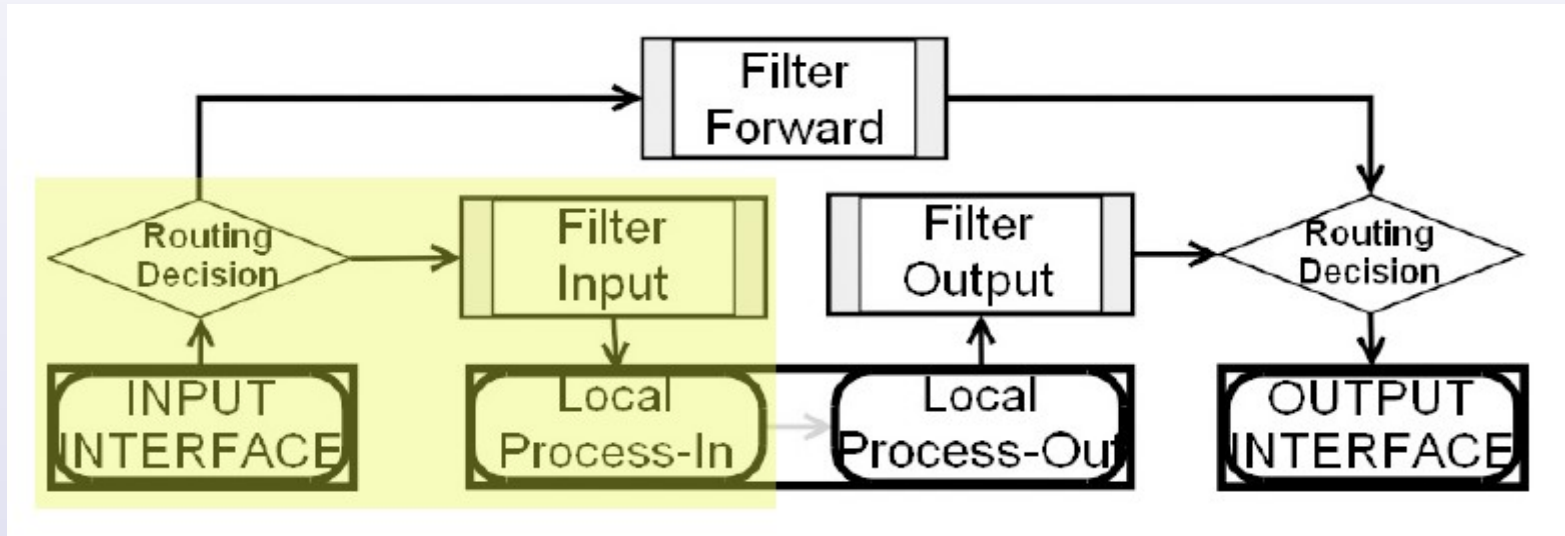 Filter
Forward
Routing
Decision
Filter
Input
Filter
Output
Routing
Decision
INPUT
INTERFACE
Local
Process-In
Local
Process-Out
OUTPUT
INTERFACE